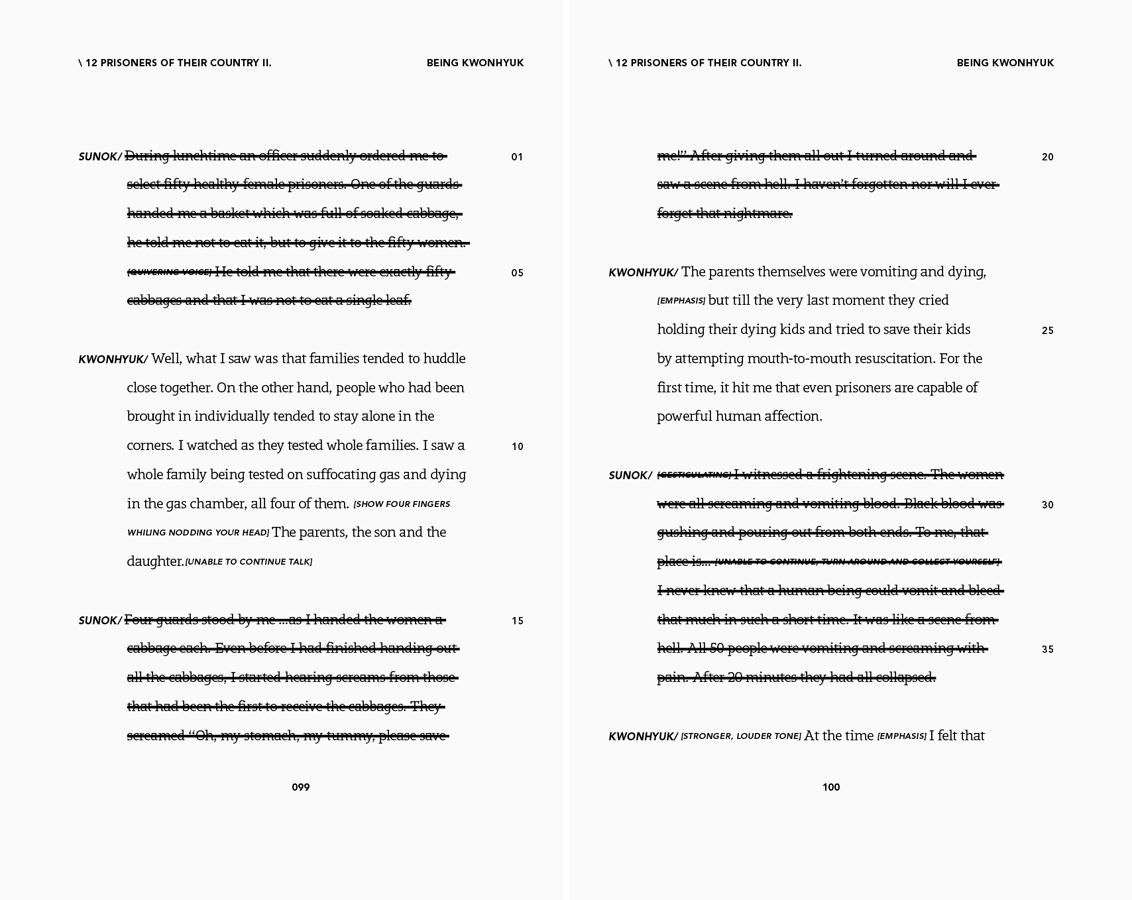 \ 12 PRISONERS OF THEIR COUNTRY II. BEING KWONHYUK
SUNOK/ During lunchtime an officer suddenly ordered me to 01
select fifty healthy female prisoners. One of the guards
handed me a basket which was full of soaked cabbage,
he told me not to eat it, but to give it to the fifty women.
[QUIVERING VOICE] He told me that there were exactly fifty 05
cabbages and that I was not to eat a single leaf.
KWONHYUK/ Well, what I saw was that families tended to huddle
close together. On the other hand, people who had been
brought in individually tended to stay alone in the
corners. I watched as they tested whole families. I saw a 10
whole family being tested on suffocating gas and dying
in the gas chamber, all four of them. [SHOW FOUR FINGERS
WHILING NODDING YOUR HEAD] The parents, the son and the
daughter.[UNABLE TO CONTINUE TALK]
SUNOK/ Four guards stood by me ...as I handed the women a 15
cabbage each. Even before I had finished handing out
all the cabbages, I started hearing screams from those
that had been the first to receive the cabbages. They
screamed “Oh, my stomach, my tummy, please save
099
\ 12 PRISONERS OF THEIR COUNTRY II. BEING KWONHYUK
me!” After giving them all out I turned around and 20
saw a scene from hell. I haven’t forgotten nor will I ever
forget that nightmare.
KWONHYUK/ The parents themselves were vomiting and dying,
[EMPHASIS] but till the very last moment they cried
holding their dying kids and tried to save their kids 25
by attempting mouth-to-mouth resuscitation. For the
first time, it hit me that even prisoners are capable of
powerful human affection.
SUNOK/ [GESTICULATING] I witnessed a frightening scene. The women
were all screaming and vomiting blood. Black blood was 30
gushing and pouring out from both ends. To me, that
place is... [UNABLE TO CONTINUE, TURN AROUND AND COLLECT YOURSELF]
I never knew that a human being could vomit and bleed
that much in such a short time. It was like a scene from
hell. All 50 people were vomiting and screaming with 35
pain. After 20 minutes they had all collapsed.
KWONHYUK/ [STRONGER, LOUDER TONE] At the time [EMPHASIS] I felt that
100